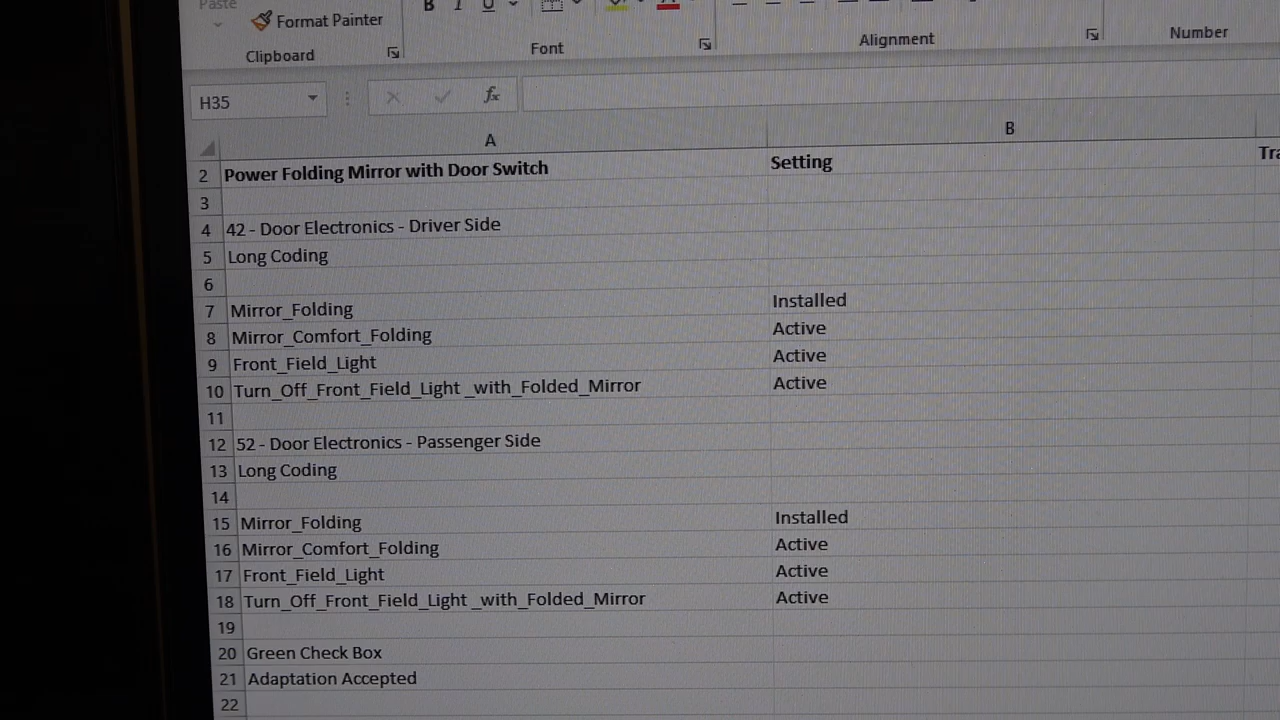 Paste
Format Painter
B I U
Clipboard
Font
Alignment
Number
H35
fx
A B
2 Power Folding Mirror with Door Switch Setting
3
4 42 - Door Electronics - Driver Side
5 Long Coding
6
7 Mirror_Folding Installed
8 Mirror_Comfort_Folding Active
9 Front_Field_Light Active
10 Turn_Off_Front_Field_Light _with_Folded_Mirror Active
11
12 52 - Door Electronics - Passenger Side
13 Long Coding
14
15 Mirror_Folding Installed
16 Mirror_Comfort_Folding Active
17 Front_Field_Light Active
18 Turn_Off_Front_Field_Light _with_Folded_Mirror Active
19
20 Green Check Box
21 Adaptation Accepted
22